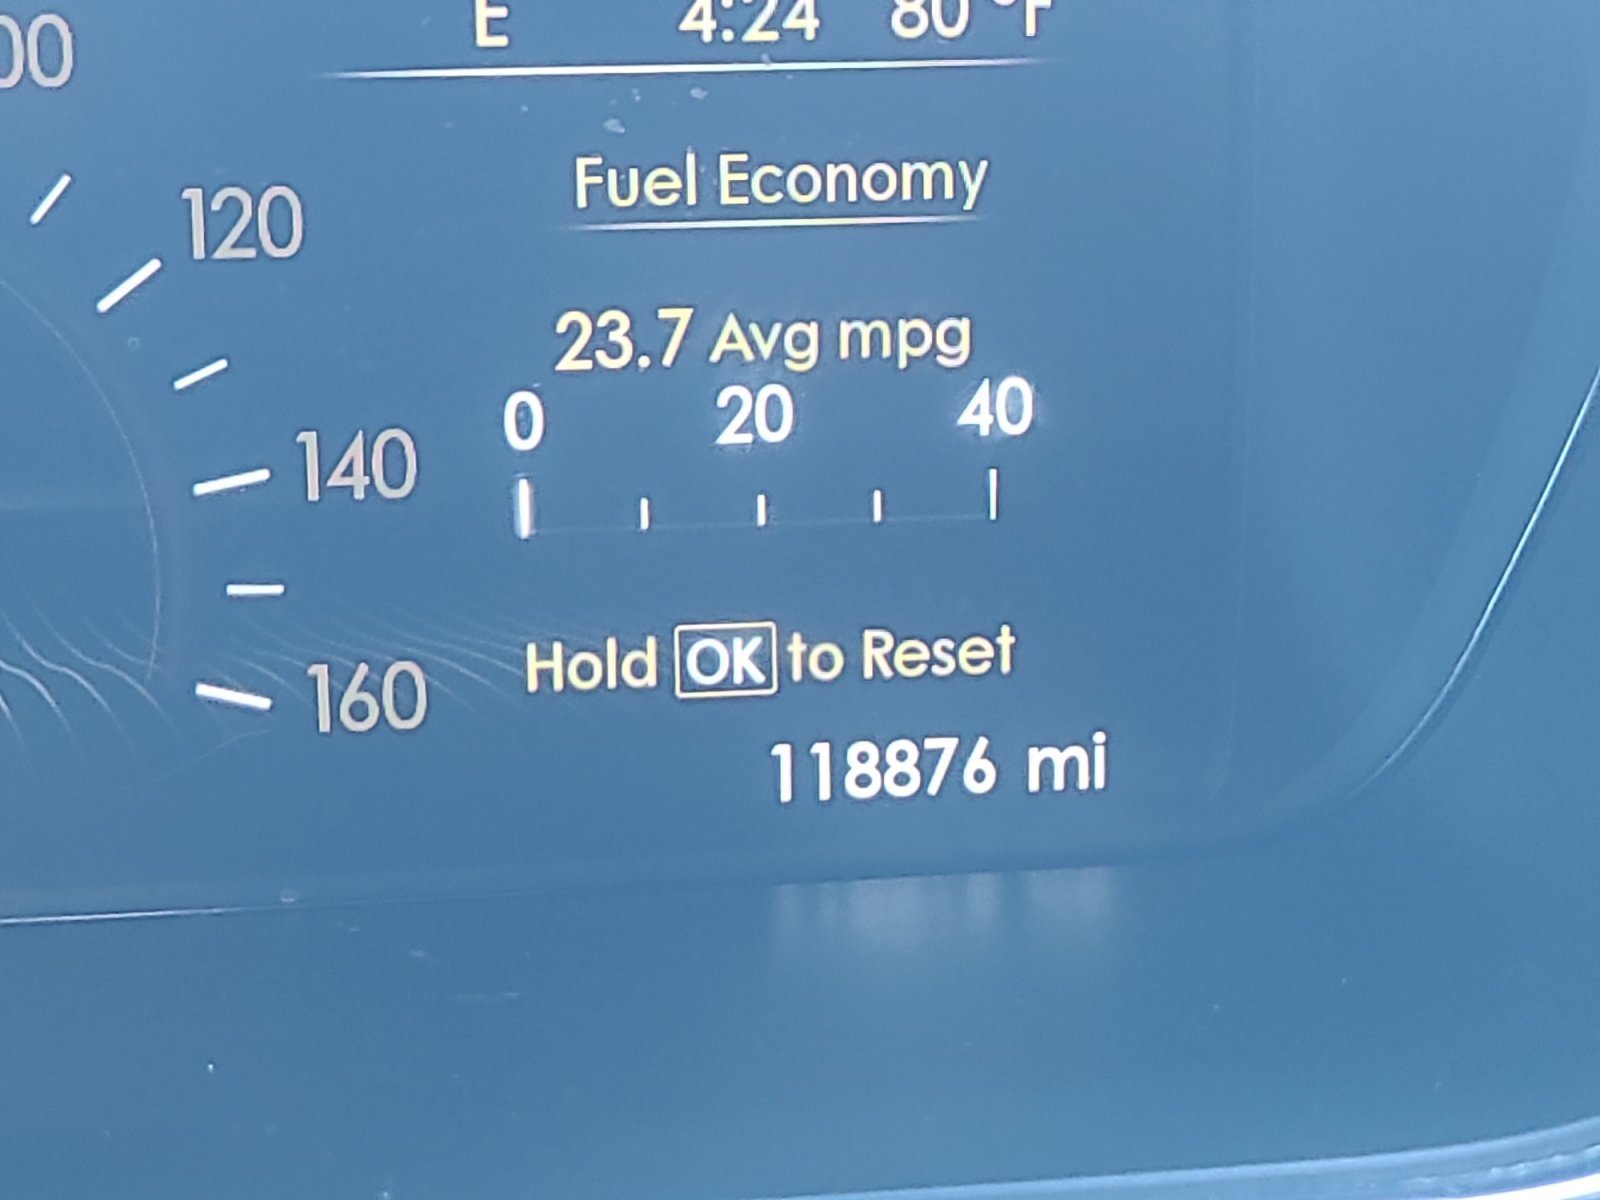 E 4:24 80 °F
120
Fuel Economy
23.7 Avg mpg
0 20 40
140
Hold OK to Reset
160
118876 mi